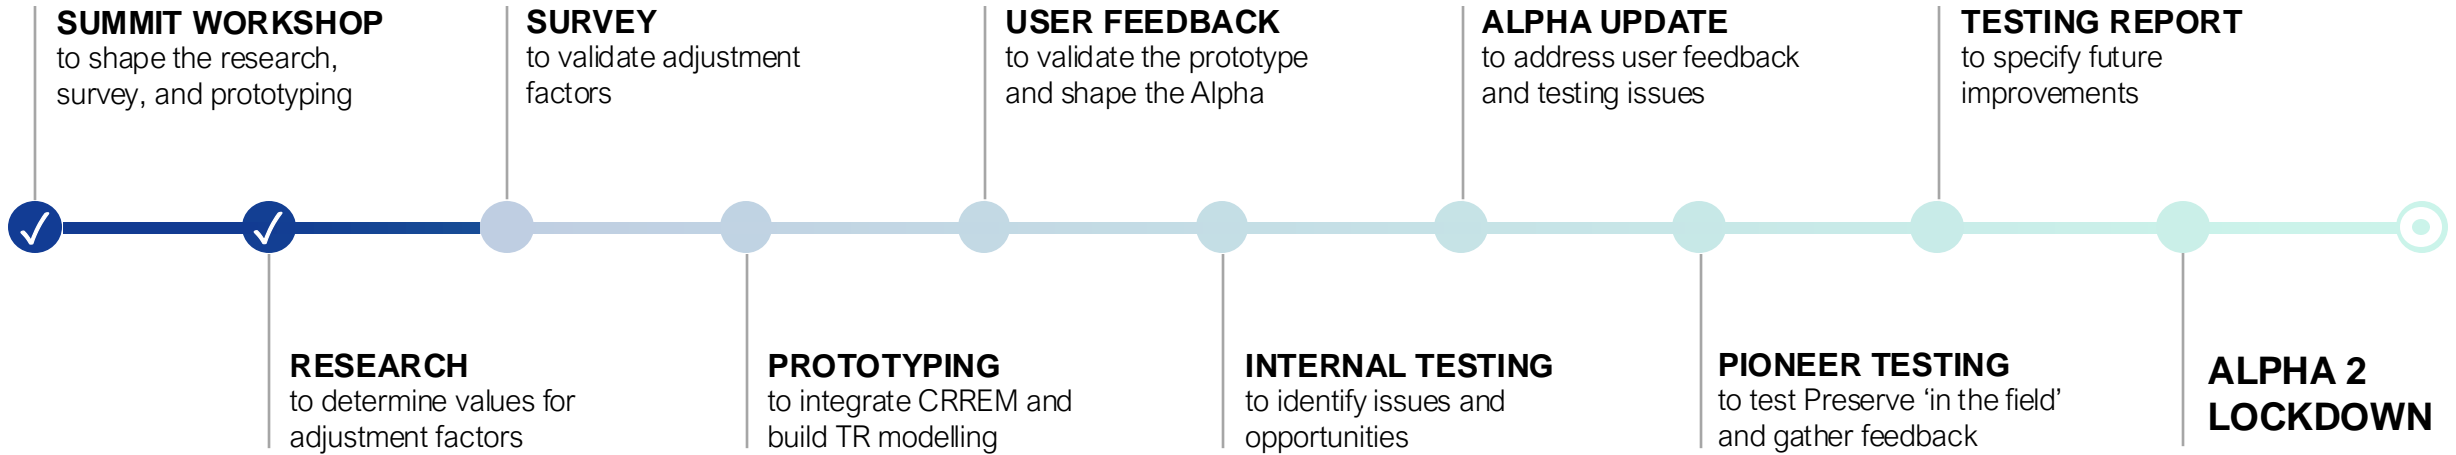 SUMMIT WORKSHOP
to shape the research,
survey, and prototyping
SURVEY
to validate adjustment
factors
USER FEEDBACK
to validate the prototype
and shape the Alpha
ALPHA UPDATE
to address user feedback
and testing issues
TESTING REPORT
to specify future
improvements
RESEARCH
to determine values for
adjustment factors
PROTOTYPING
to integrate CRREM and
build TR modelling
INTERNAL TESTING
to identify issues and
opportunities
PIONEER TESTING
to test Preserve ‘in the field’
and gather feedback
ALPHA 2
LOCKDOWN